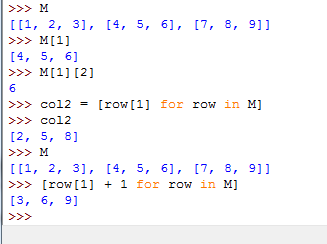 >>> M
[[1, 2, 3], [4, 5, 6], [7, 8, 9]]
>>> M[1]
[4, 5, 6]
>>> M[1][2]
6
>>> col2 = [row[1] for row in M]
>>> col2
[2, 5, 8]
>>> M
[[1, 2, 3], [4, 5, 6], [7, 8, 9]]
>>> [row[1] + 1 for row in M]
[3, 6, 9]
>>>